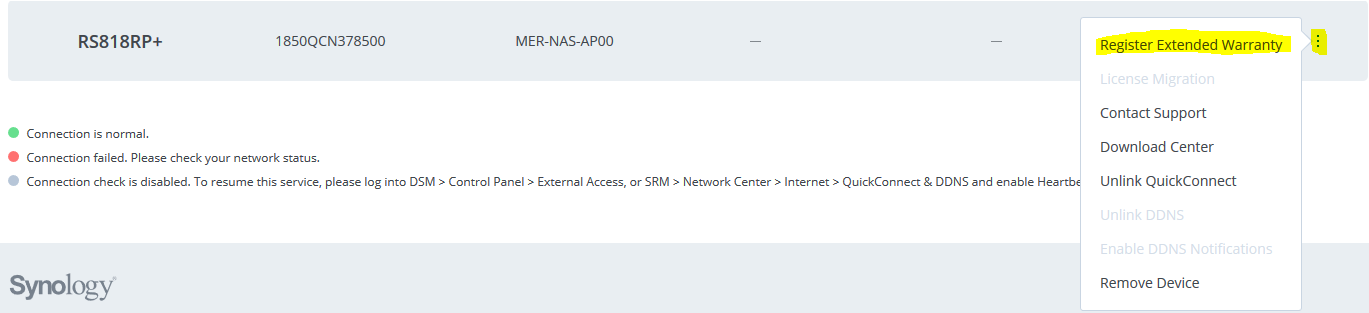 RS818RP+ 1850QCN378500 MER-NAS-AP00 — —
Register Extended Warranty
License Migration
Contact Support
Download Center
Unlink QuickConnect
Unlink DDNS
Enable DDNS Notifications
Remove Device
Connection is normal.
Connection failed. Please check your network status.
Connection check is disabled. To resume this service, please log into DSM > Control Panel > External Access, or SRM > Network Center > Internet > QuickConnect & DDNS and enable Heartbe
Synology